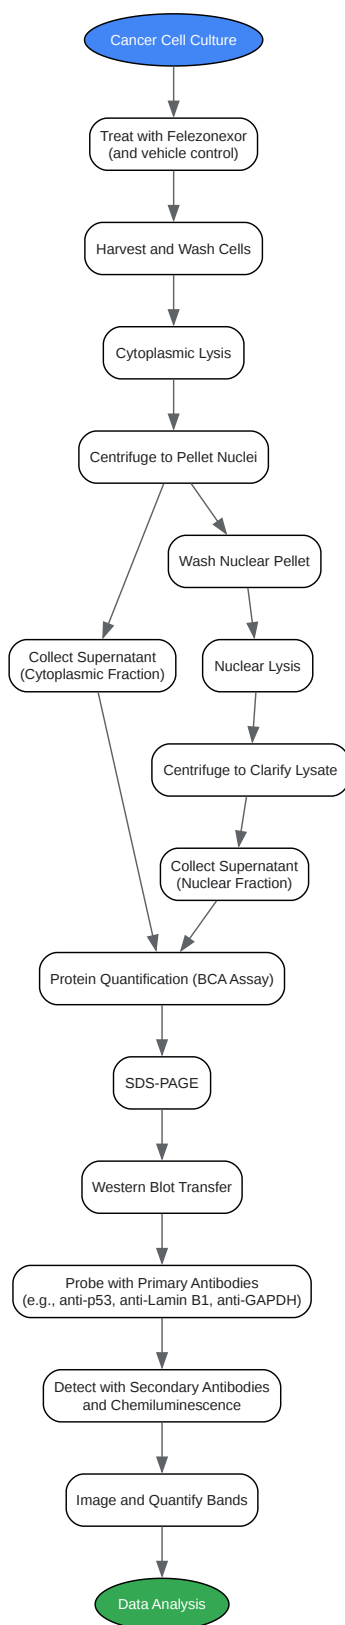 Cancer Cell Culture
Treat with Felezonexor
(and vehicle control)
Harvest and Wash Cells
Cytoplasmic Lysis
Centrifuge to Pellet Nuclei
Wash Nuclear Pellet
Collect Supernatant
(Cytoplasmic Fraction)
Nuclear Lysis
Centrifuge to Clarify Lysate
Collect Supernatant
(Nuclear Fraction)
Protein Quantification (BCA Assay)
SDS-PAGE
Western Blot Transfer
Probe with Primary Antibodies
(e.g., anti-p53, anti-Lamin B1, anti-GAPDH)
Detect with Secondary Antibodies
and Chemiluminescence
Image and Quantify Bands
Data Analysis